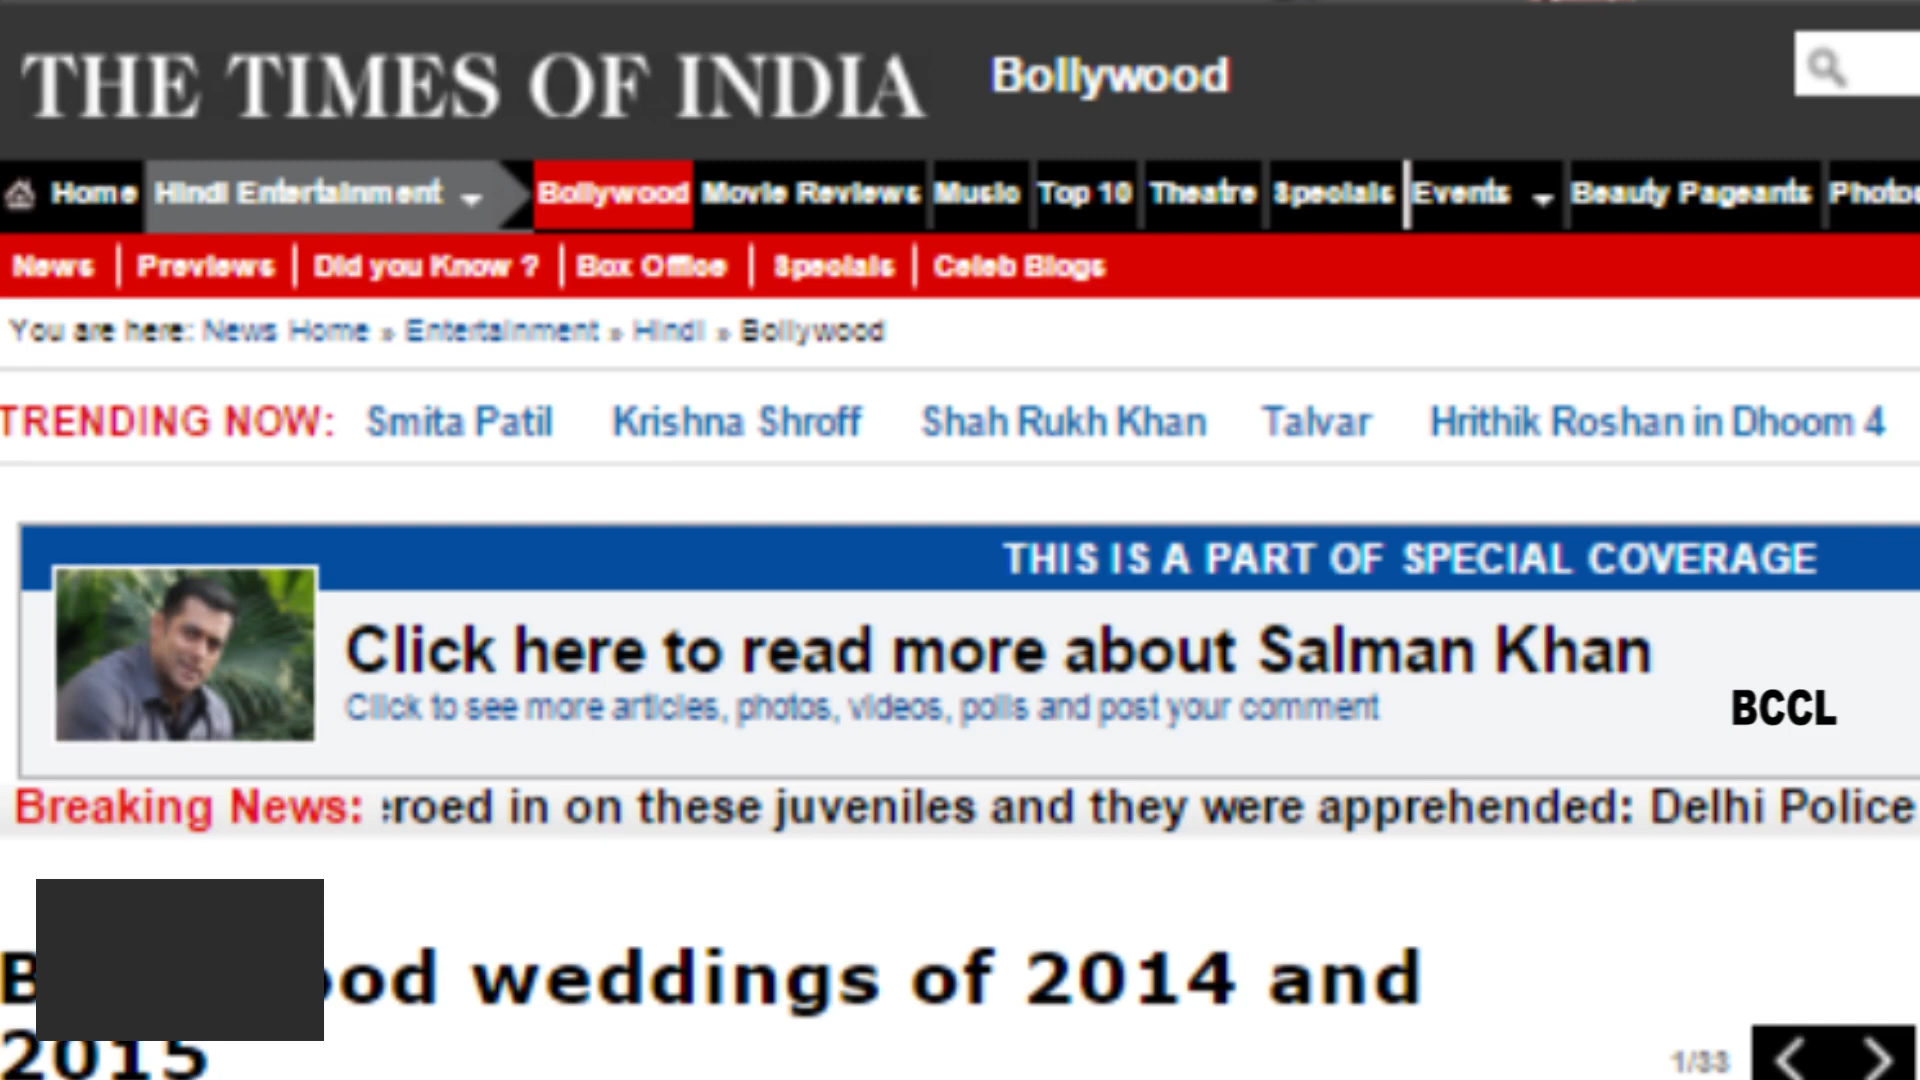 THE TIMES OF INDIA Bollywood
Home Hindi Entertainment Bollywood Movie Reviews Music Top 10 Theatre Specials Events Beauty Pageants
News Previews Did you Know ? Box Office Specials Celeb Blogs
You are here: News Home » Entertainment » Hindi » Bollywood
TRENDING NOW: Smita Patil Krishna Shroff Shah Rukh Khan Talvar Hrithik Roshan in Dhoom 4
THIS IS A PART OF SPECIAL COVERAGE
Click here to read more about Salman Khan
Click to see more articles, photos, videos, polls and post your comment
BCCL
Breaking News: roed in on these juveniles and they were apprehended: Delhi Police
weddings of 2014 and
2015
1/33